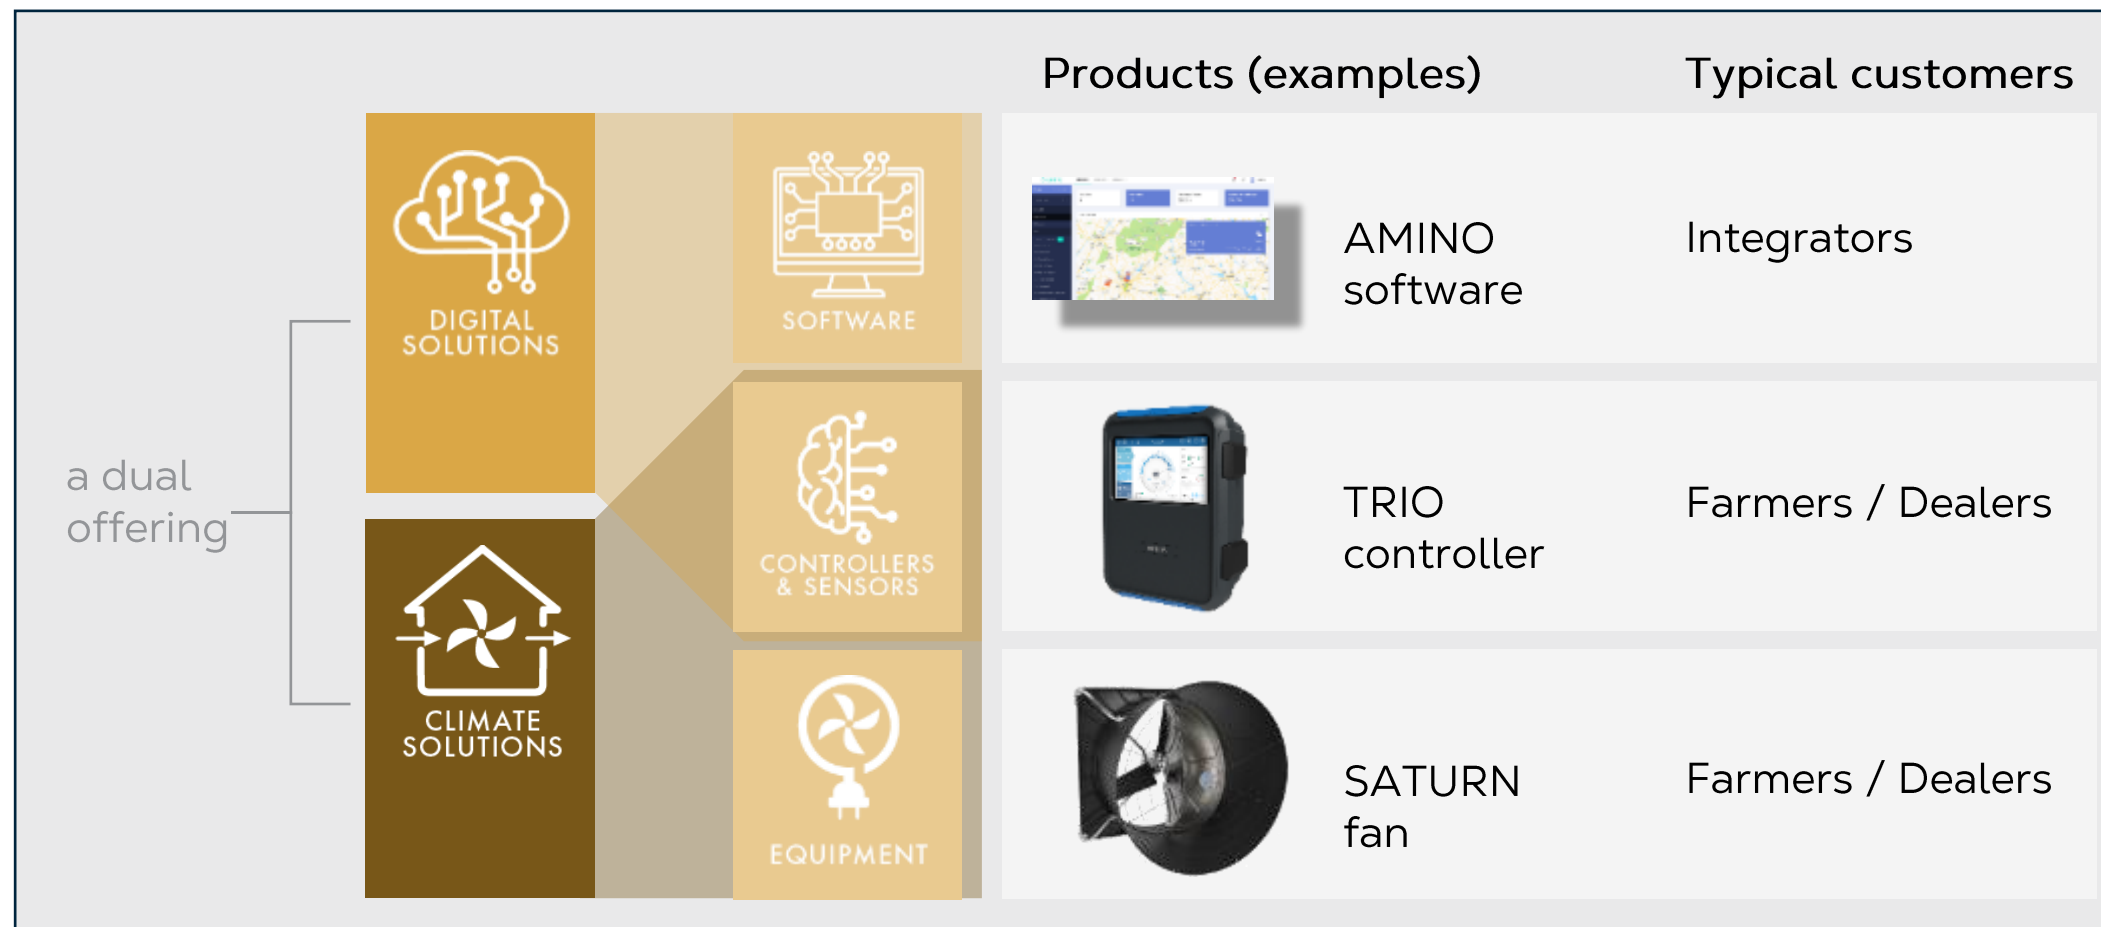 Products (examples)
Typical customers
DIGITAL
SOLUTIONS
SOFTWARE
AMINO
software
Integrators
a dual
offering
CONTROLLERS
& SENSORS
TRIO
controller
Farmers / Dealers
CLIMATE
SOLUTIONS
EQUIPMENT
SATURN
fan
Farmers / Dealers